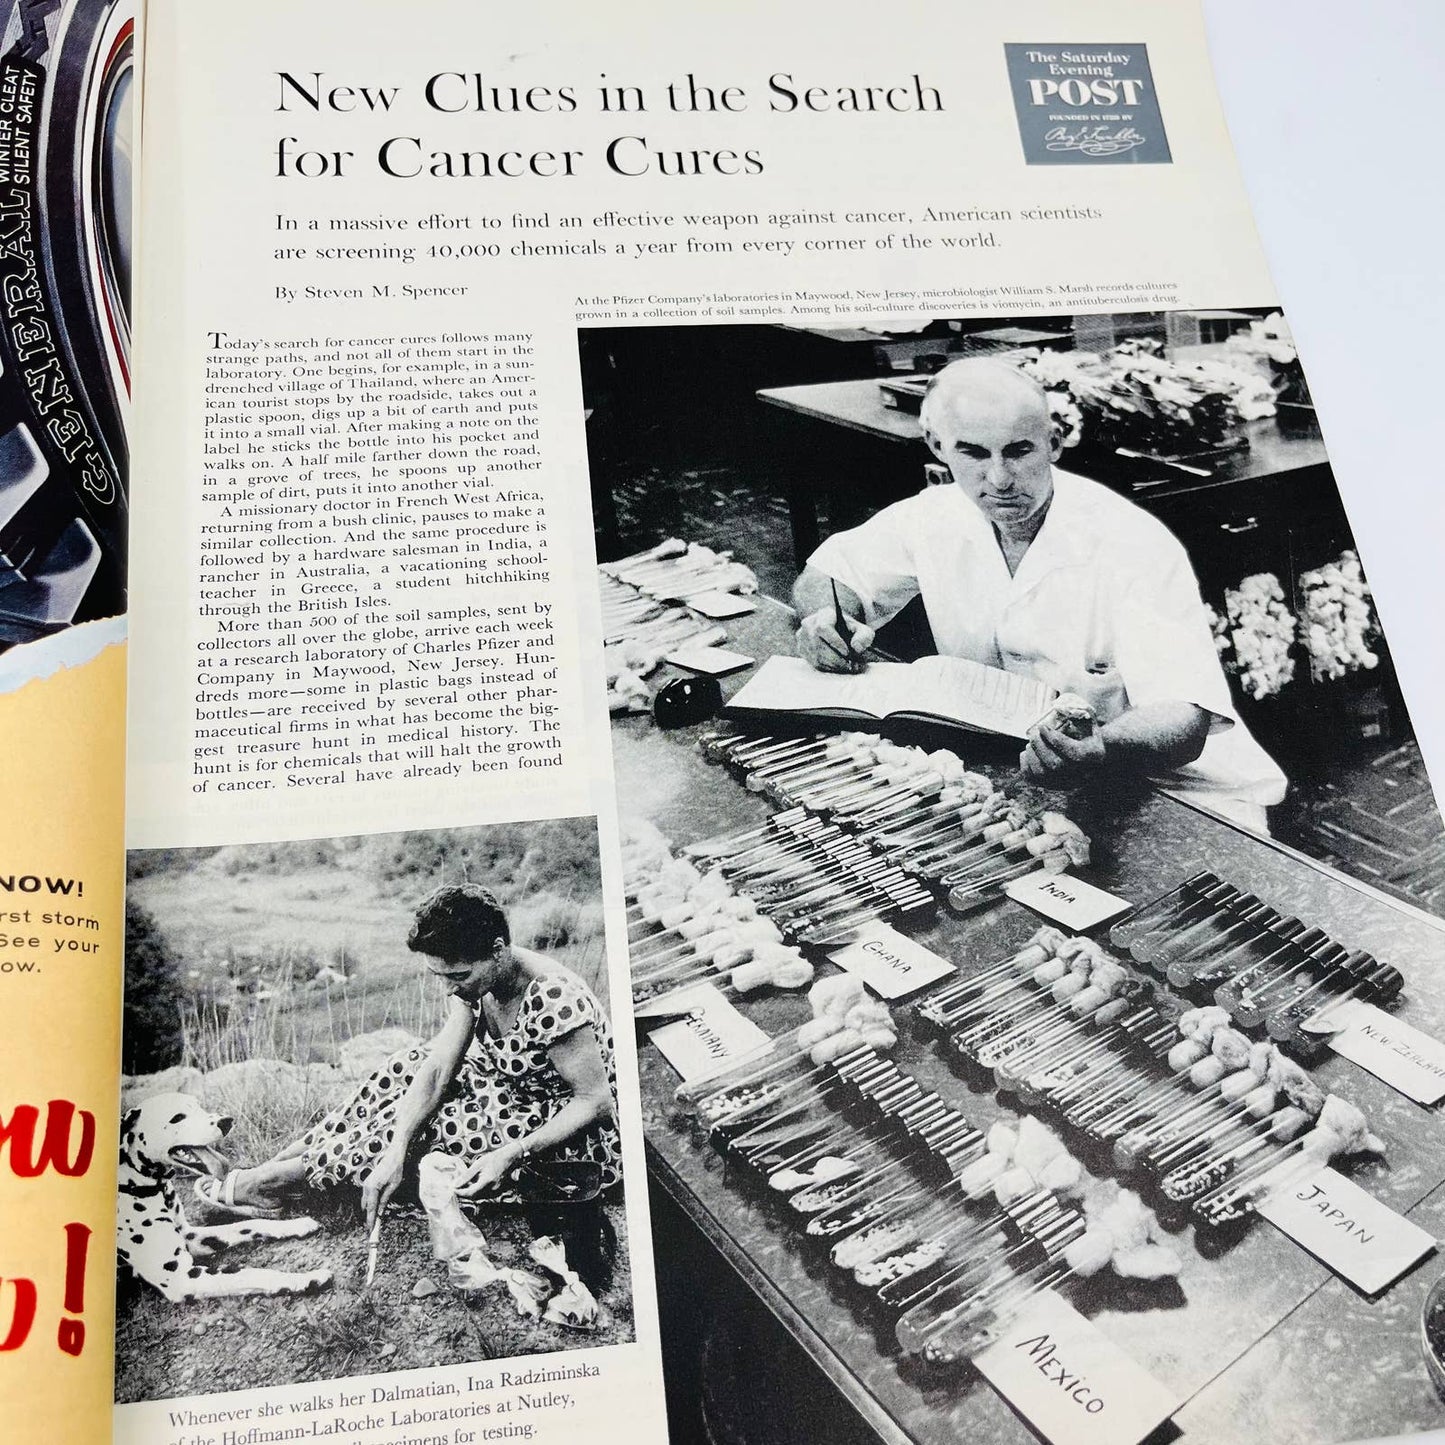 WINTER CLEAT
SILENT SAFETY
GENERAL
NOW!
rst storm
See your
ow.
!
New Clues in the Search
for Cancer Cures
The Saturday
Evening
POST
FOUNDED IN 1728 BY
Benj. Franklin
In a massive effort to find an effective weapon against cancer, American scientists
are screening 40,000 chemicals a year from every corner of the world.
By Steven M. Spencer
At the Pfizer Company's laboratories in Maywood, New Jersey, microbiologist William S. Marsh records cultures
grown in a collection of soil samples. Among his soil-culture discoveries is viomycin, an antituberculosis drug.
Today's search for cancer cures follows many
strange paths, and not all of them start in the
laboratory. One begins, for example, in a sun-
drenched village of Thailand, where an Amer-
ican tourist stops by the roadside, takes out a
plastic spoon, digs up a bit of earth and puts
it into a small vial. After making a note on the
label he sticks the bottle into his pocket and
walks on. A half mile farther down the road,
in a grove of trees, he spoons up another
sample of dirt, puts it into another vial.
A missionary doctor in French West Africa,
returning from a bush clinic, pauses to make a
similar collection. And the same procedure is
followed by a hardware salesman in India, a
rancher in Australia, a vacationing school-
teacher in Greece, a student hitchhiking
through the British Isles.
More than 500 of the soil samples, sent by
collectors all over the globe, arrive each week
at a research laboratory of Charles Pfizer and
Company in Maywood, New Jersey. Hun-
dreds more—some in plastic bags instead of
bottles—are received by several other phar-
maceutical firms in what has become the big-
gest treasure hunt in medical history. The
hunt is for chemicals that will halt the growth
of cancer. Several have already been found
INDIA
GHANA
GERMANY
NEW ZEALAND
JAPAN
MEXICO
Whenever she walks her Dalmatian, Ina Radziminska
of the Hoffmann-LaRoche Laboratories at Nutley,
specimens for testing.